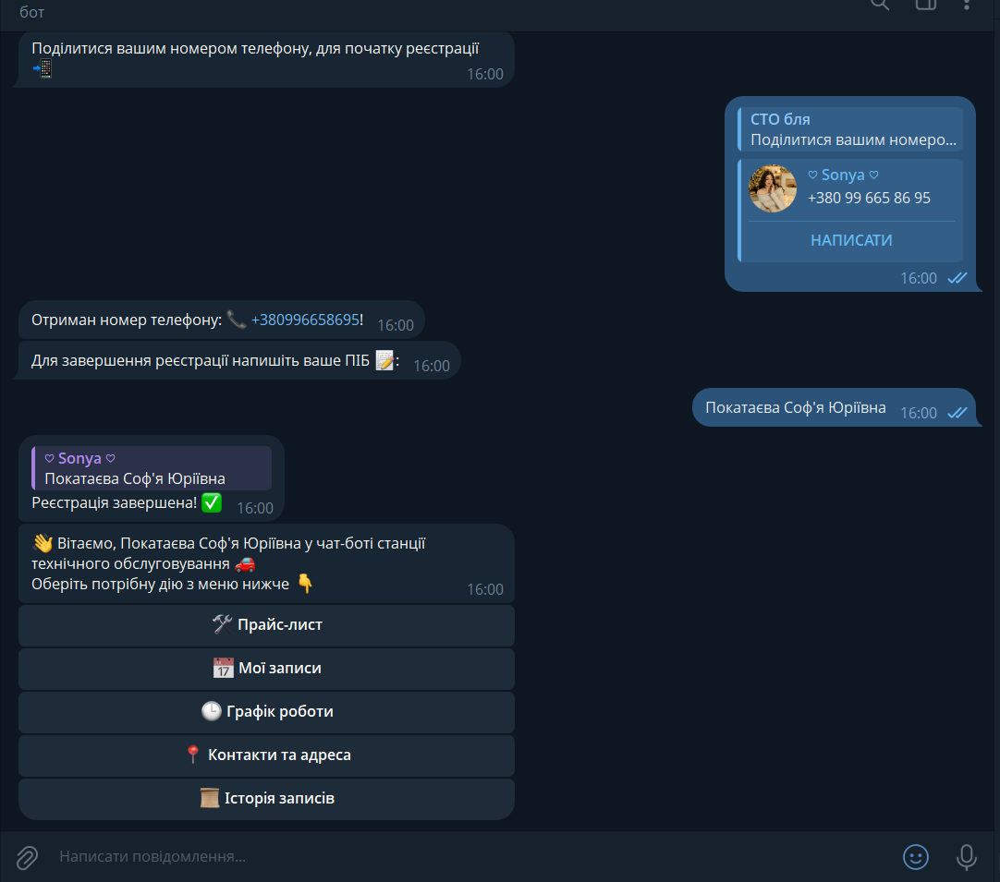 бот
Поділитися вашим номером телефону, для початку реєстрації
16:00
СТО бля
Поділитися вашим номеро...
♡ Sonya ♡
+380 99 665 86 95
НАПИСАТИ
16:00
Отриман номер телефону: 📞 +380996658695! 16:00
Для завершення реєстрації напишіть ваше ПІБ 📝: 16:00
Покатаєва Соф'я Юріївна 16:00
♡ Sonya ♡
Покатаєва Соф'я Юріївна
Реєстрація завершена! ✅ 16:00
👋 Вітаємо, Покатаєва Соф'я Юріївна у чат-боті станції
технічного обслуговування 🚗
Оберіть потрібну дію з меню нижче 👇 16:00
🛠 Прайс-лист
📅 Мої записи
🕒 Графік роботи
📍 Контакти та адреса
📜 Історія записів
Написати повідомлення...